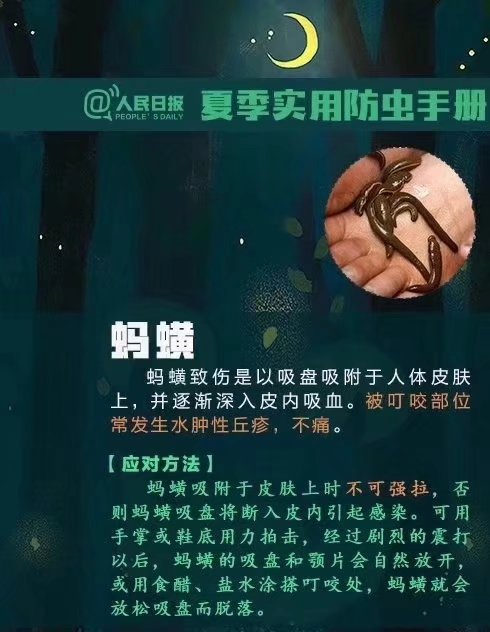 @人民日报 夏季实用防虫手册
PEOPLE'S DAILY
蚂蟥
蚂蟥致伤是以吸盘吸附于人体皮肤
上，并逐渐深入皮内吸血。被叮咬部位
常发生水肿性丘疹，不痛。
【应对方法】
蚂蟥吸附于皮肤上时不可强拉，否
则蚂蟥吸盘将断入皮内引起感染。可用
手掌或鞋底用力拍击，经过剧烈的震打
以后，蚂蟥的吸盘和颚片会自然放开，
或用食醋、盐水涂搽叮咬处，蚂蟥就会
放松吸盘而脱落。